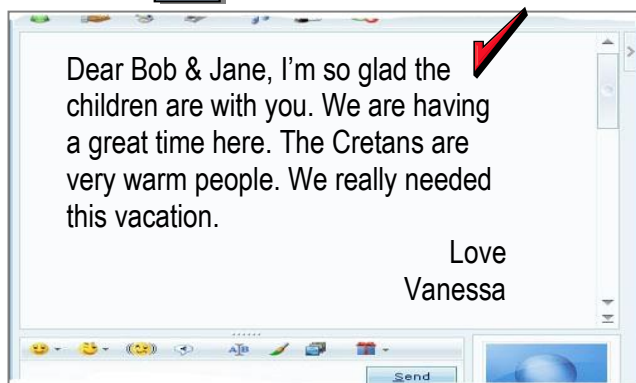 Dear Bob & Jane, I’m so glad the
children are with you. We are having
a great time here. The Cretans are
very warm people. We really needed
this vacation.
Love
Vanessa
AB
Send